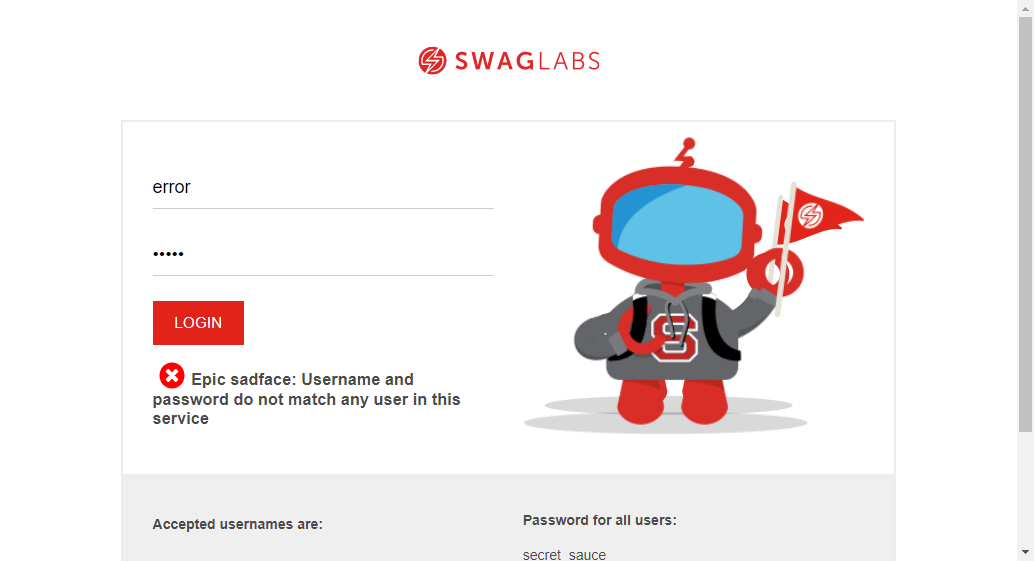 SWAGLABS
error
•••••
LOGIN
Epic sadface: Username and
password do not match any user in this
service
S
Accepted usernames are:
Password for all users:
secret_sauce